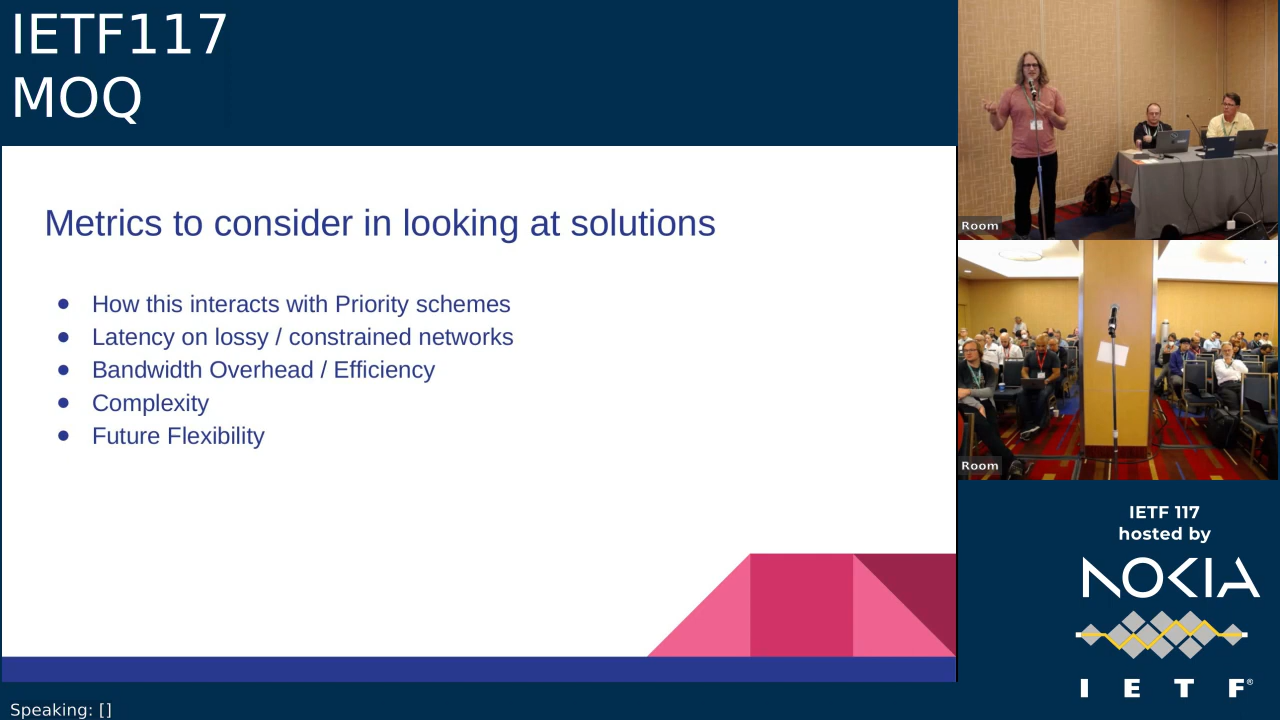 IETF117
MOQ
Metrics to consider in looking at solutions
● How this interacts with Priority schemes
● Latency on lossy / constrained networks
● Bandwidth Overhead / Efficiency
● Complexity
● Future Flexibility
Room
Room
IETF 117
hosted by
NOKIA
I E T F®
Speaking: []